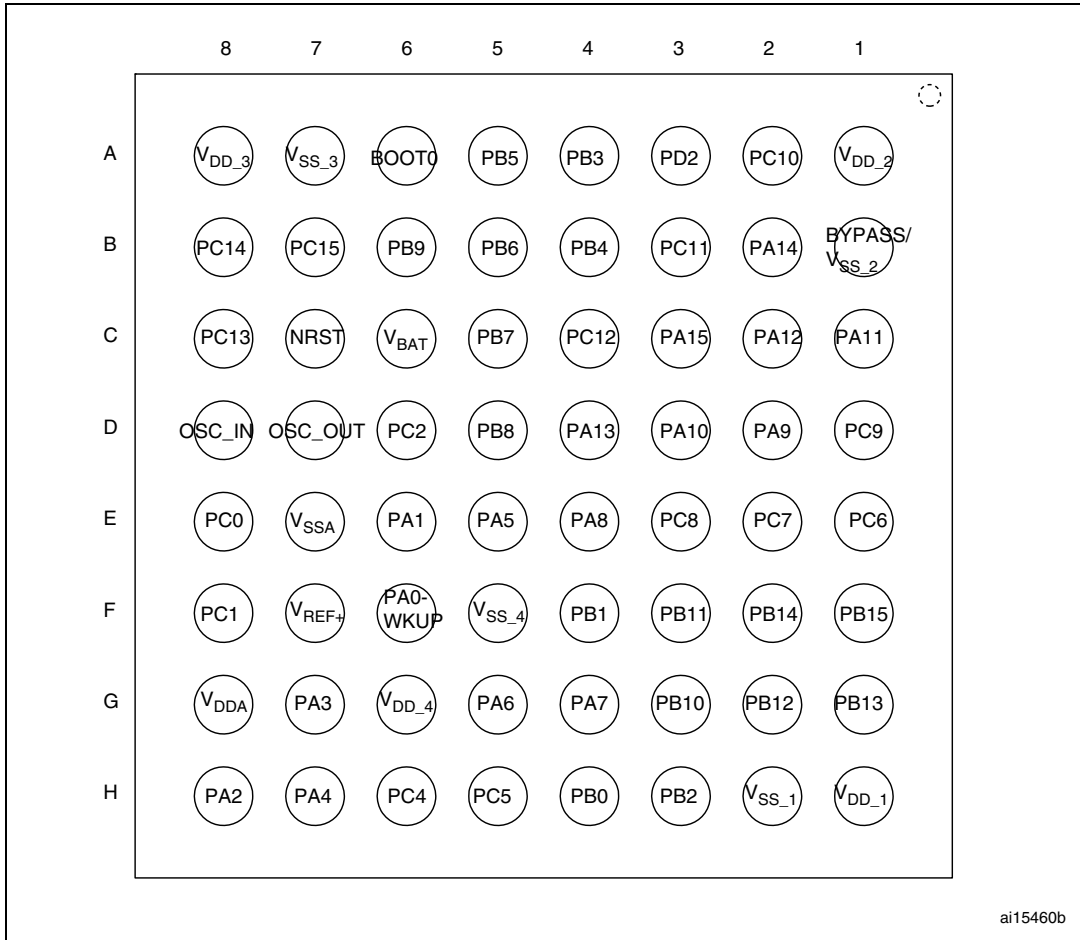 8 7 6 5 4 3 2 1
A VDD_3 VSS_3 BOOT0 PB5 PB3 PD2 PC10 VDD_2
B PC14 PC15 PB9 PB6 PB4 PC11 PA14 BYPASS/
VSS_2
C PC13 NRST VBAT PB7 PC12 PA15 PA12 PA11
D OSC_IN OSC_OUT PC2 PB8 PA13 PA10 PA9 PC9
E PC0 VSSA PA1 PA5 PA8 PC8 PC7 PC6
F PC1 VREF+ PA0- VSS_4 PB1 PB11 PB14 PB15
WKUP
G VDDA PA3 VDD_4 PA6 PA7 PB10 PB12 PB13
H PA2 PA4 PC4 PC5 PB0 PB2 VSS_1 VDD_1
ai15460b